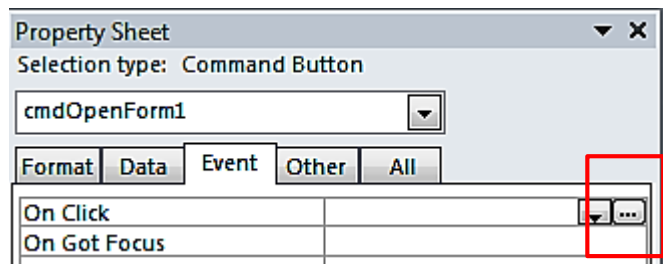 Property Sheet
Selection type: Command Button
cmdOpenForm1
Format Data Event Other All
On Click ...
On Got Focus